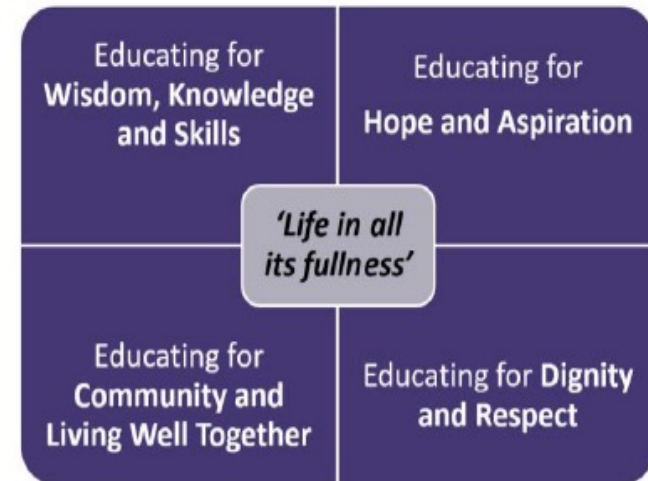 Educating for
Wisdom, Knowledge
and Skills
Educating for
Hope and Aspiration
'Life in all
its fullness'
Educating for
Community and
Living Well Together
Educating for Dignity
and Respect